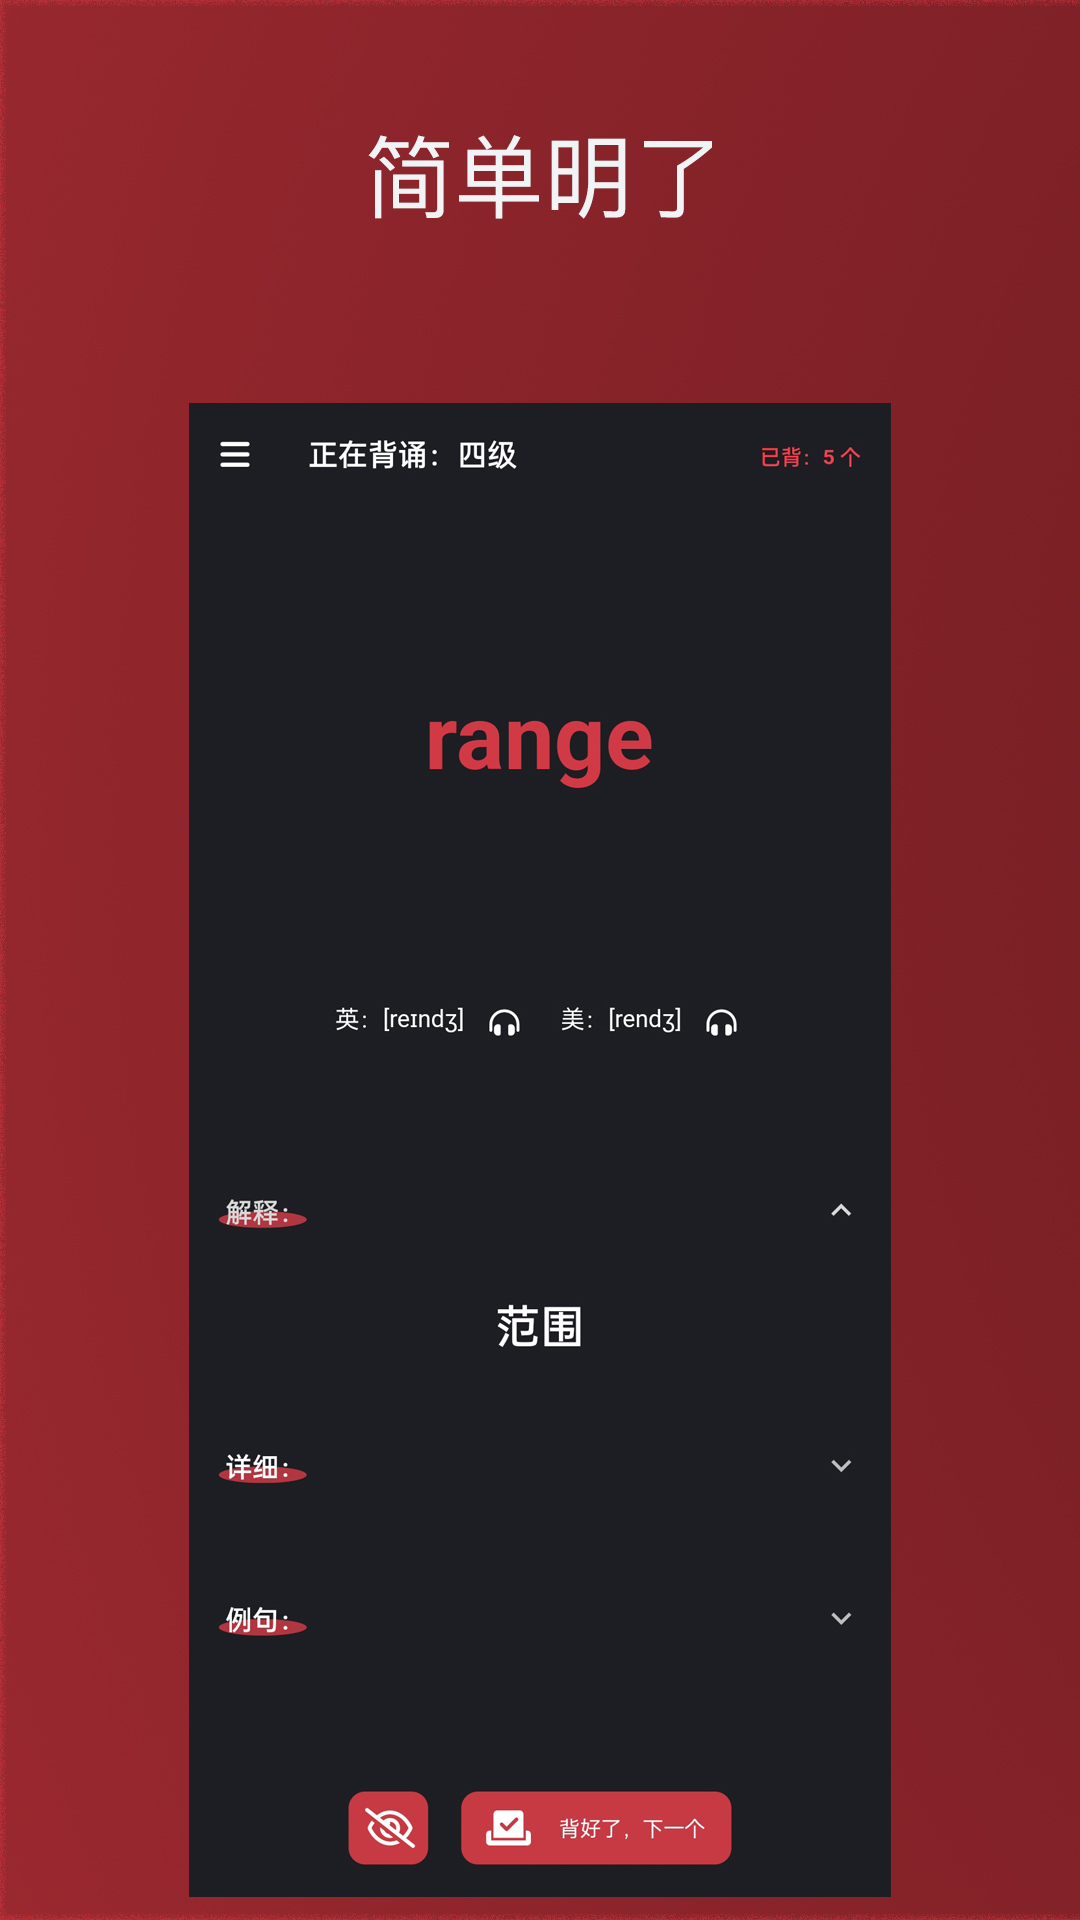 简单明了
正在背诵：四级
已背：5 个
range
英：[reɪndʒ]
美：[rendʒ]
解释：
范围
详细：
例句：
背好了，下一个